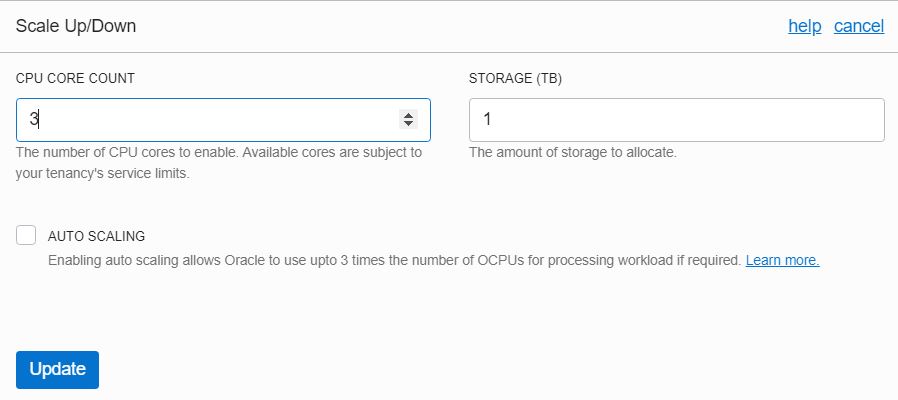 Scale Up/Down
help cancel
CPU CORE COUNT
3
The number of CPU cores to enable. Available cores are subject to
your tenancy's service limits.
STORAGE (TB)
1
The amount of storage to allocate.
AUTO SCALING
Enabling auto scaling allows Oracle to use upto 3 times the number of OCPUs for processing workload if required. Learn more.
Update